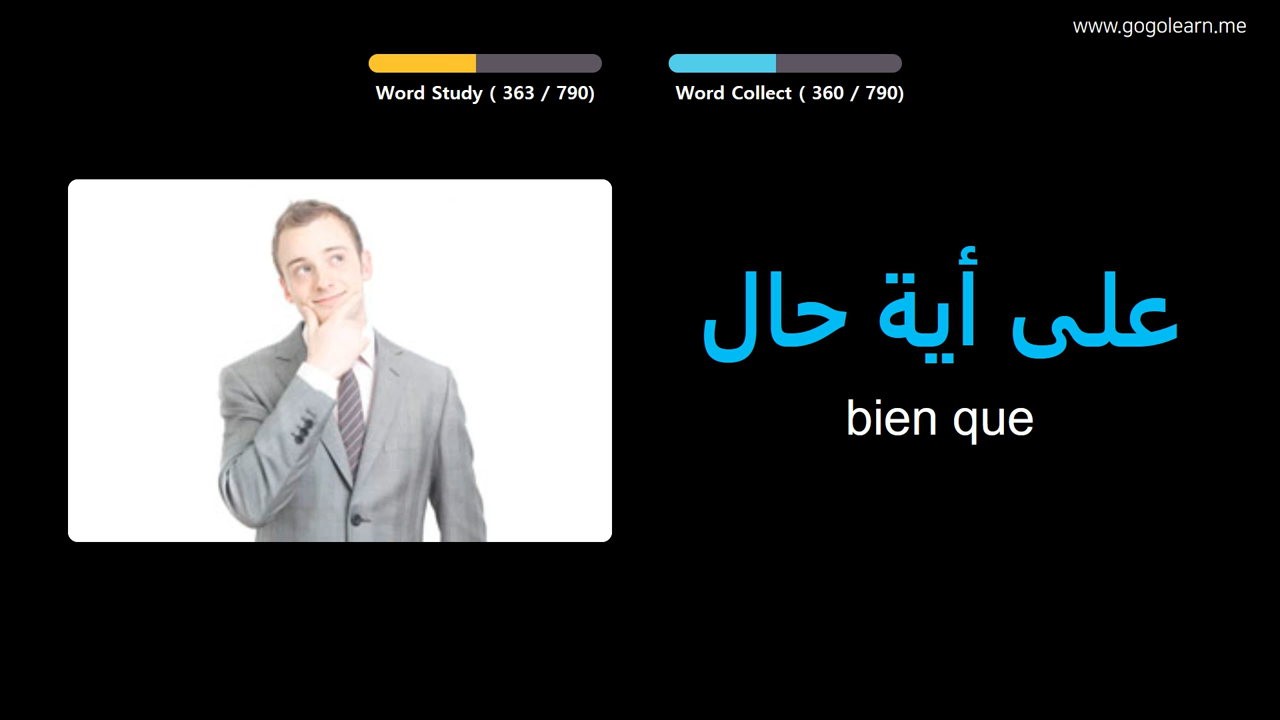 www.gogolearn.me
Word Study ( 363 / 790)
Word Collect ( 360 / 790)
على أية حال
bien que